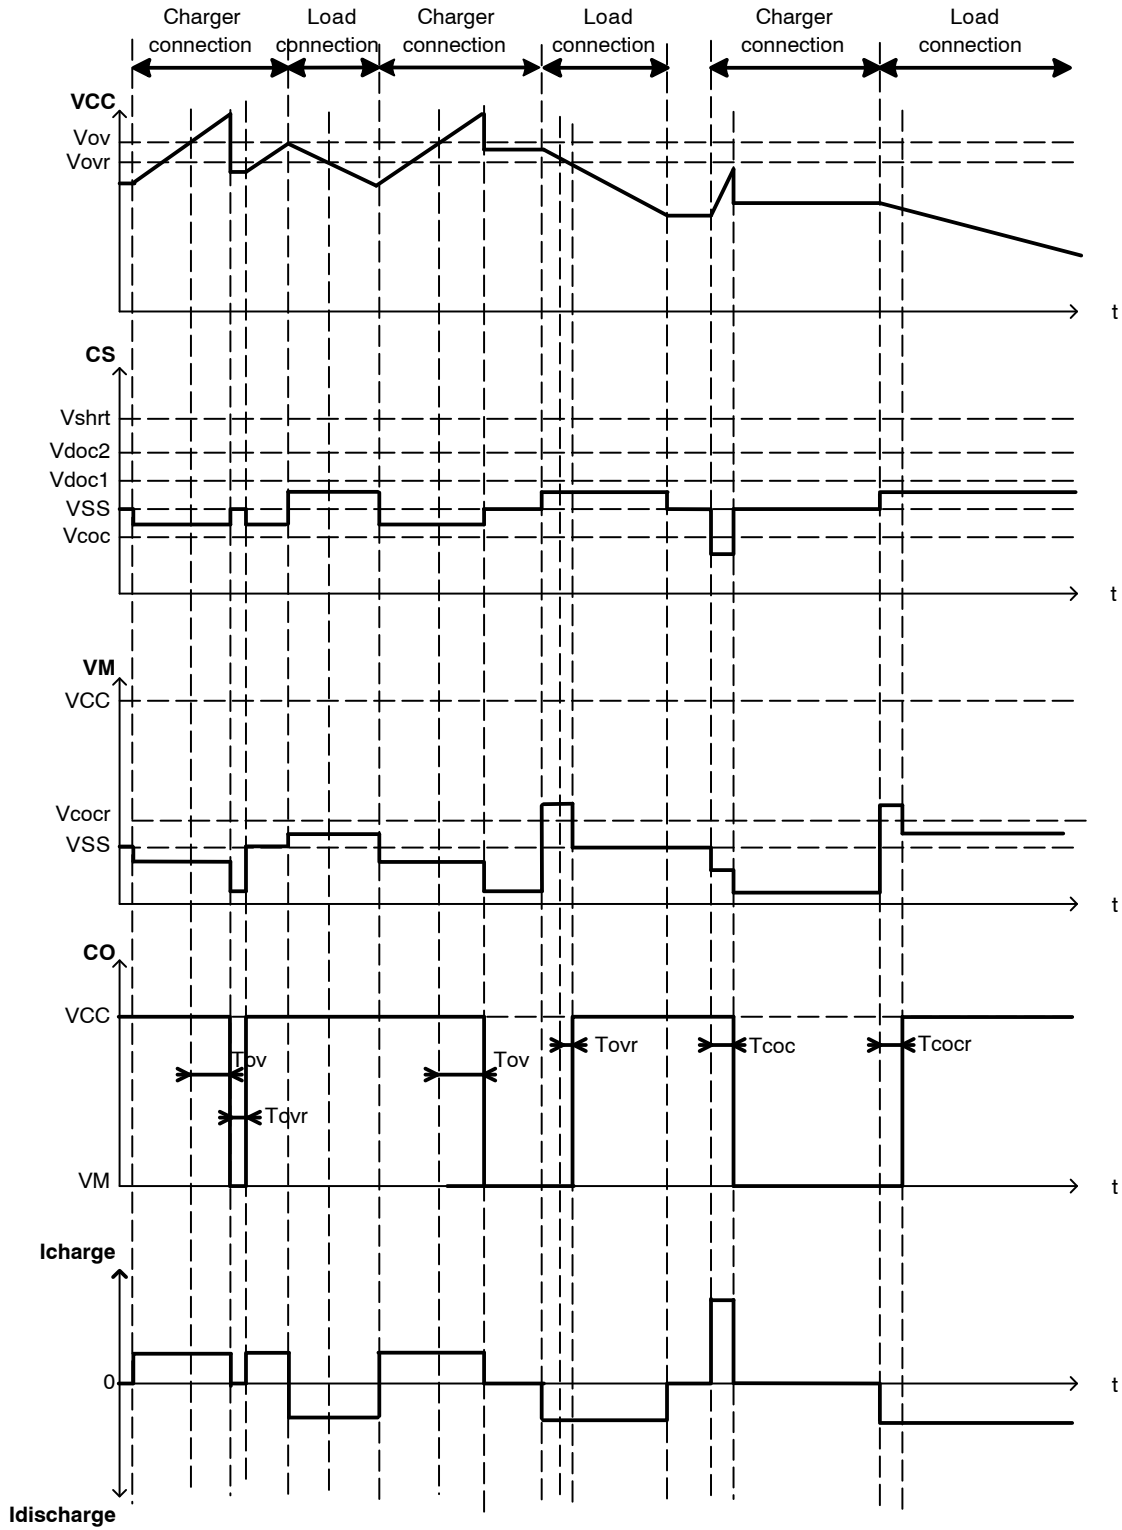 Charger
connection
Load
connection
Charger
connection
Load
connection
Charger
connection
Load
connection
VCC
Vov
Vovr
t
CS
Vshrt
Vdoc2
Vdoc1
VSS
Vcoc
t
VM
VCC
Vcocr
VSS
t
CO
VCC
Tov
Tovr
Tov
Tovr
Tcoc
Tcocr
VM
t
Icharge
0
t
Idischarge